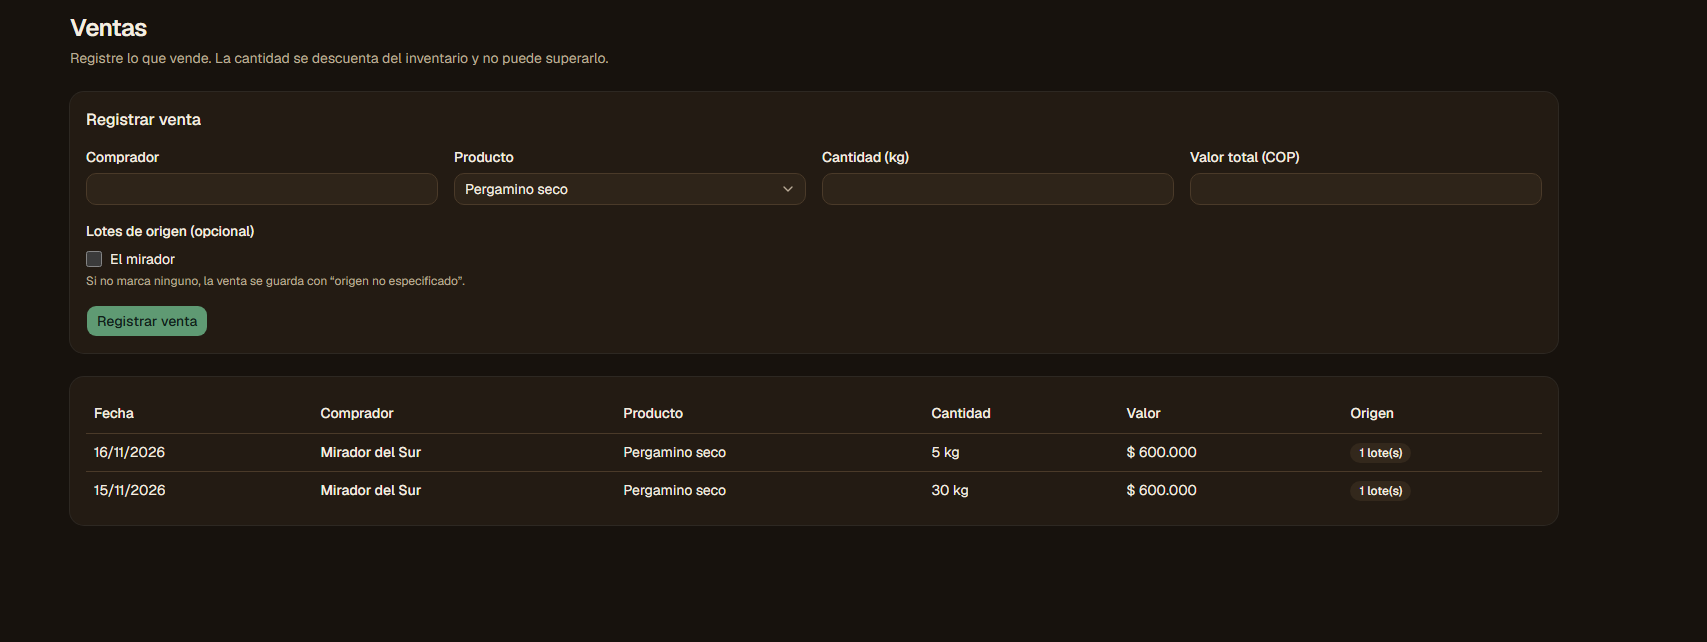 Ventas
Registre lo que vende. La cantidad se descuenta del inventario y no puede superarlo.
Registrar venta
Comprador Producto Cantidad (kg) Valor total (COP)
Pergamino seco
Lotes de origen (opcional)
El mirador
Si no marca ninguno, la venta se guarda con “origen no especificado”.
Registrar venta
Fecha Comprador Producto Cantidad Valor Origen
16/11/2026 Mirador del Sur Pergamino seco 5 kg $ 600.000 1 lote(s)
15/11/2026 Mirador del Sur Pergamino seco 30 kg $ 600.000 1 lote(s)